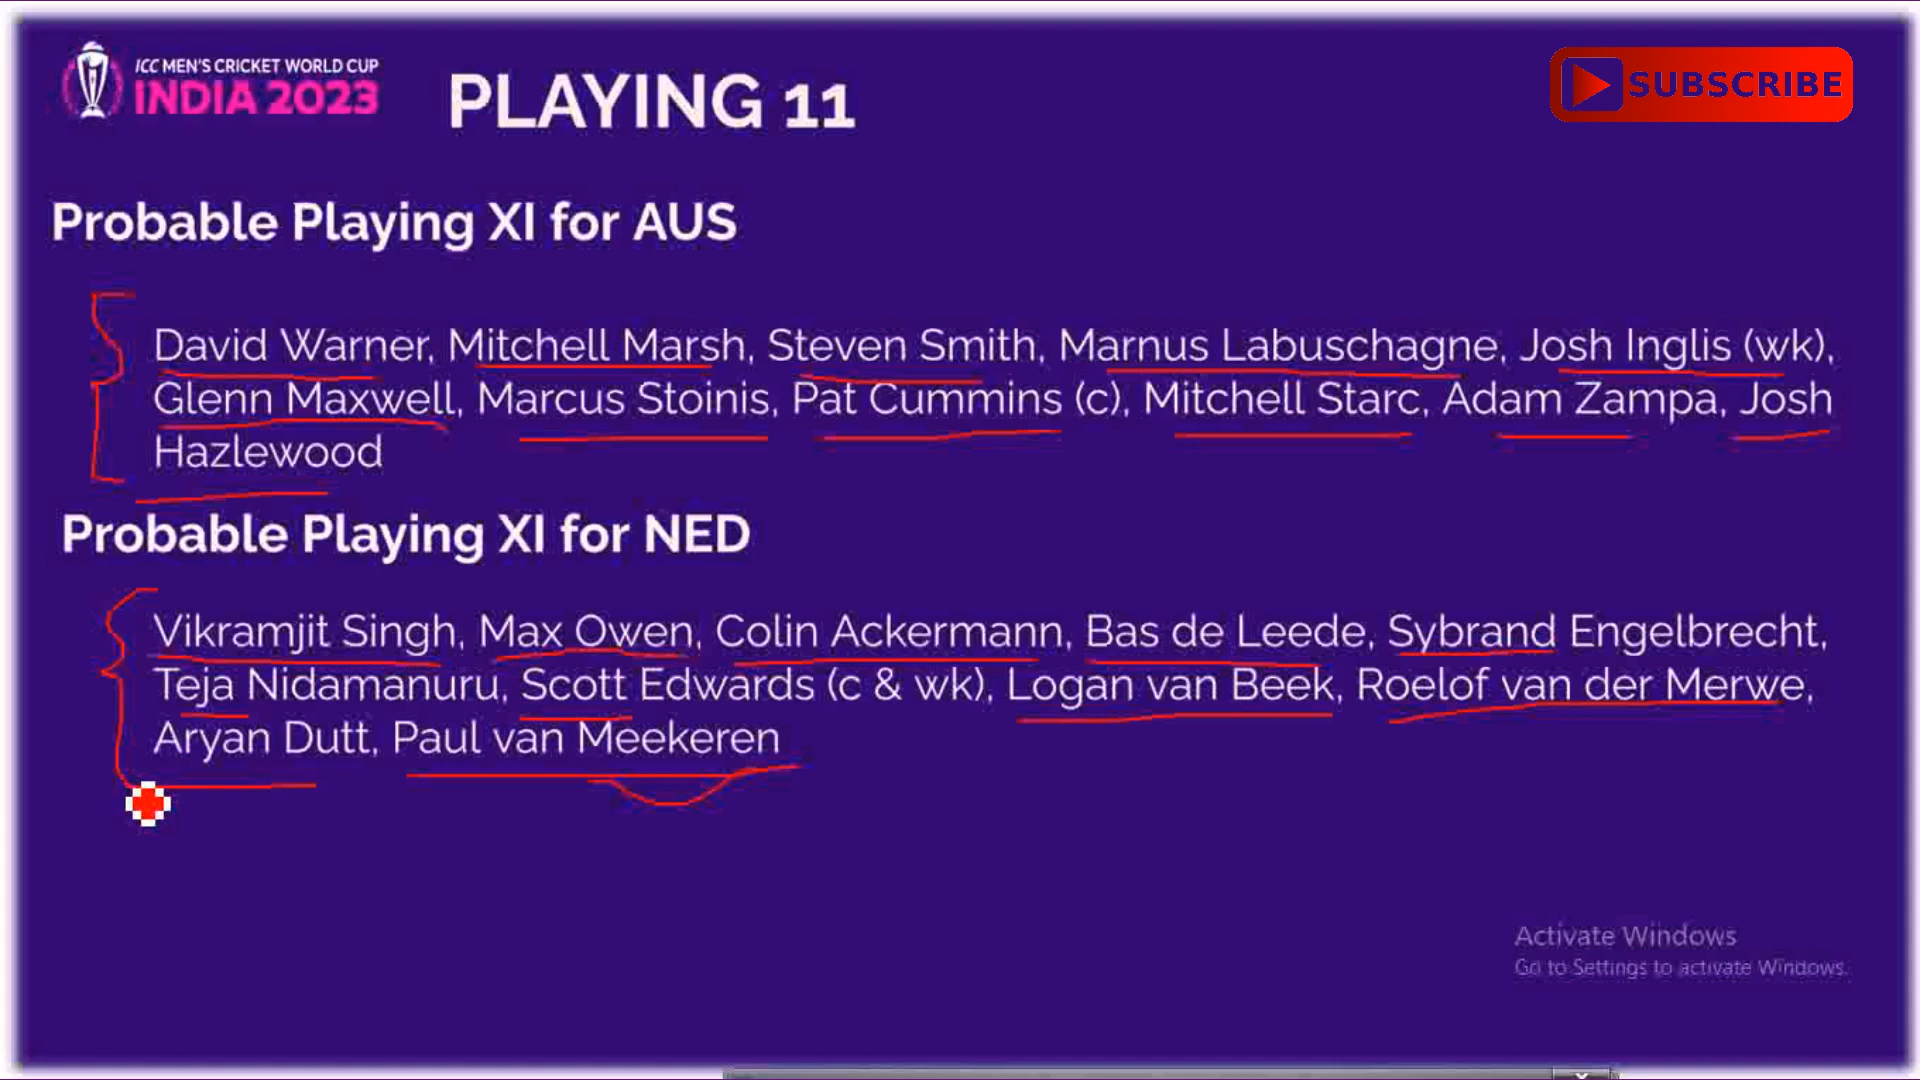 ICC MEN'S CRICKET WORLD CUP
INDIA 2023
PLAYING 11
SUBSCRIBE
Probable Playing XI for AUS
David Warner, Mitchell Marsh, Steven Smith, Marnus Labuschagne, Josh Inglis (wk),
Glenn Maxwell, Marcus Stoinis, Pat Cummins (c), Mitchell Starc, Adam Zampa, Josh
Hazlewood
Probable Playing XI for NED
Vikramjit Singh, Max Owen, Colin Ackermann, Bas de Leede, Sybrand Engelbrecht,
Teja Nidamanuru, Scott Edwards (c & wk), Logan van Beek, Roelof van der Merwe,
Aryan Dutt, Paul van Meekeren
Activate Windows
Go to Settings to activate Windows.